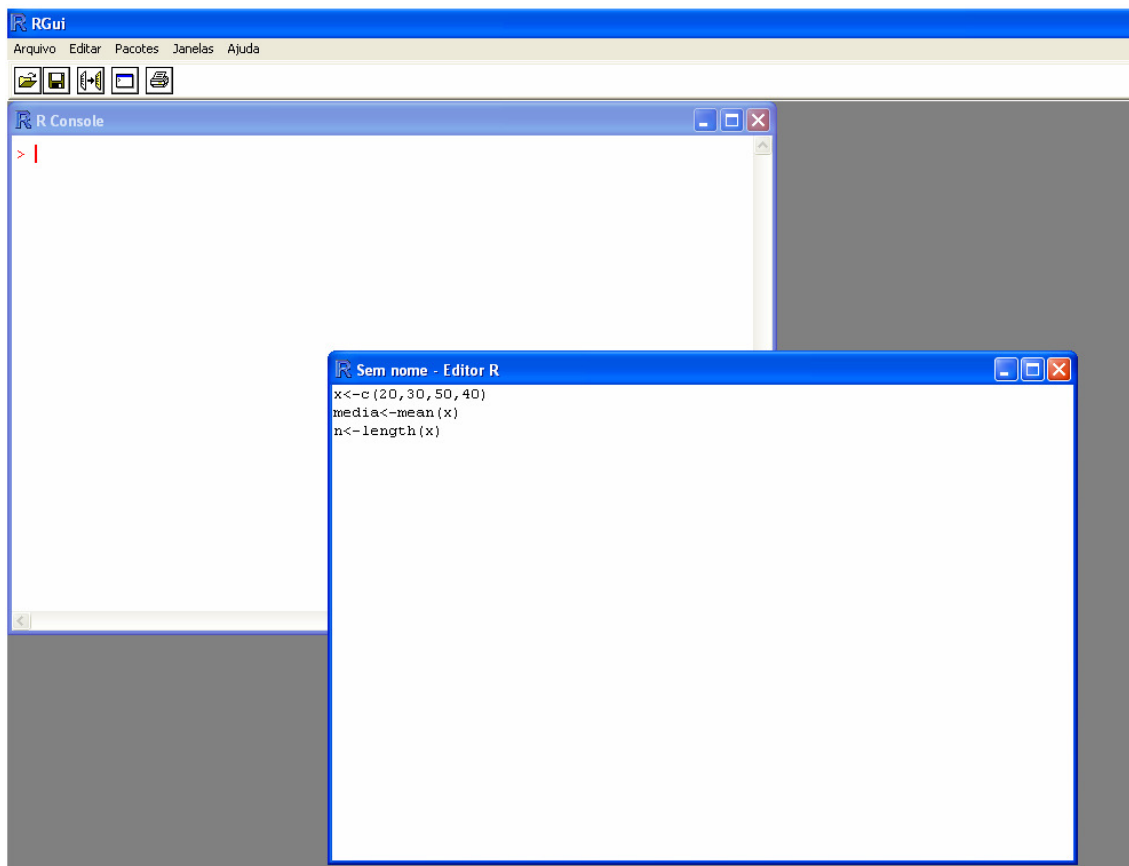 RGui
Arquivo Editar Pacotes Janelas Ajuda
R Console
>
Sem nome - Editor R
x<-c(20,30,50,40)
media<-mean(x)
n<-length(x)